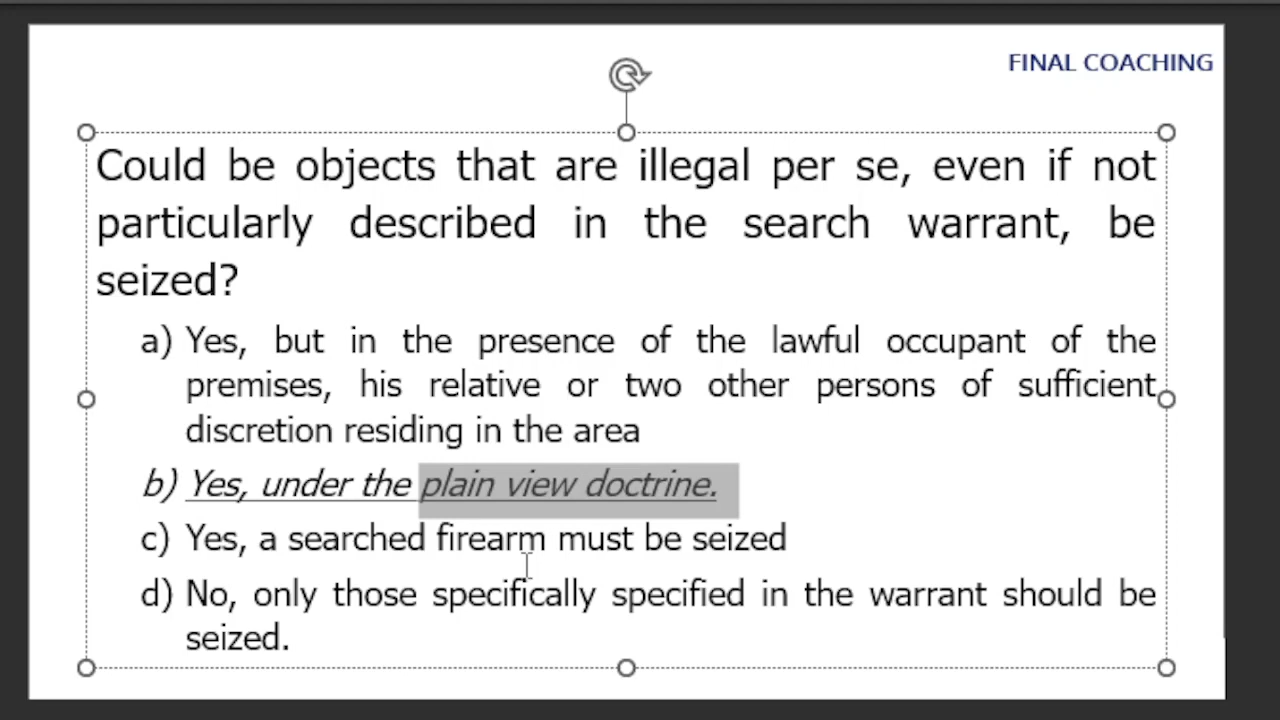 FINAL COACHING
Could be objects that are illegal per se, even if not
particularly described in the search warrant, be
seized?
a) Yes, but in the presence of the lawful occupant of the
premises, his relative or two other persons of sufficient
discretion residing in the area
b) Yes, under the plain view doctrine.
c) Yes, a searched firearm must be seized
d) No, only those specifically specified in the warrant should be
seized.